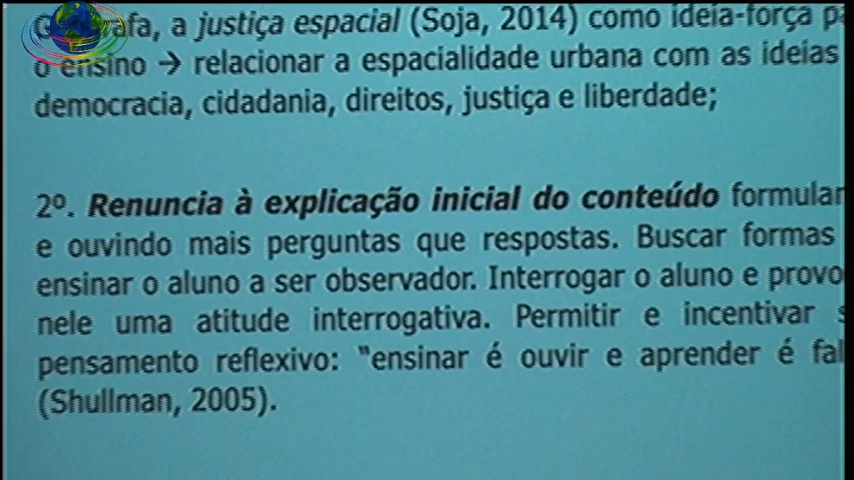 a justiça espacial (Soja, 2014) como ideia-força
o ensino → relacionar a espacialidade urbana com as ideias
democracia, cidadania, direitos, justiça e liberdade;
2º. Renuncia à explicação inicial do conteúdo formular
e ouvindo mais perguntas que respostas. Buscar formas
ensinar o aluno a ser observador. Interrogar o aluno e provo
nele uma atitude interrogativa. Permitir e incentivar s
pensamento reflexivo: "ensinar é ouvir e aprender é fal
(Shullman, 2005).